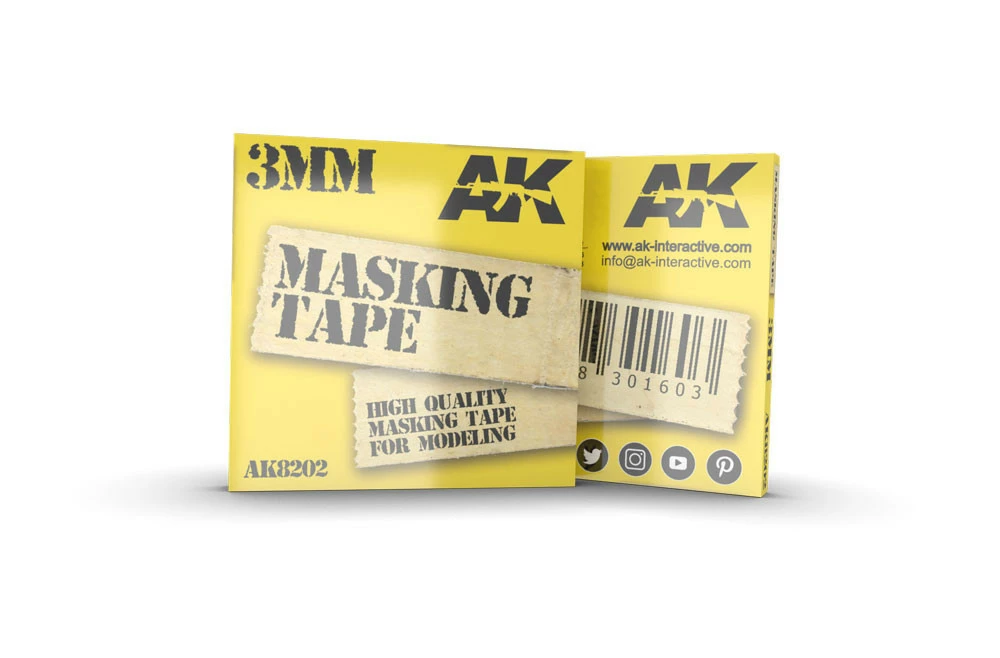 3MM
AK
MASKING
TAPE
HIGH QUALITY
MASKING TAPE
FOR MODELING
AK8202
AK
www.ak-interactive.com
info@ak-interactive.com
8 301603